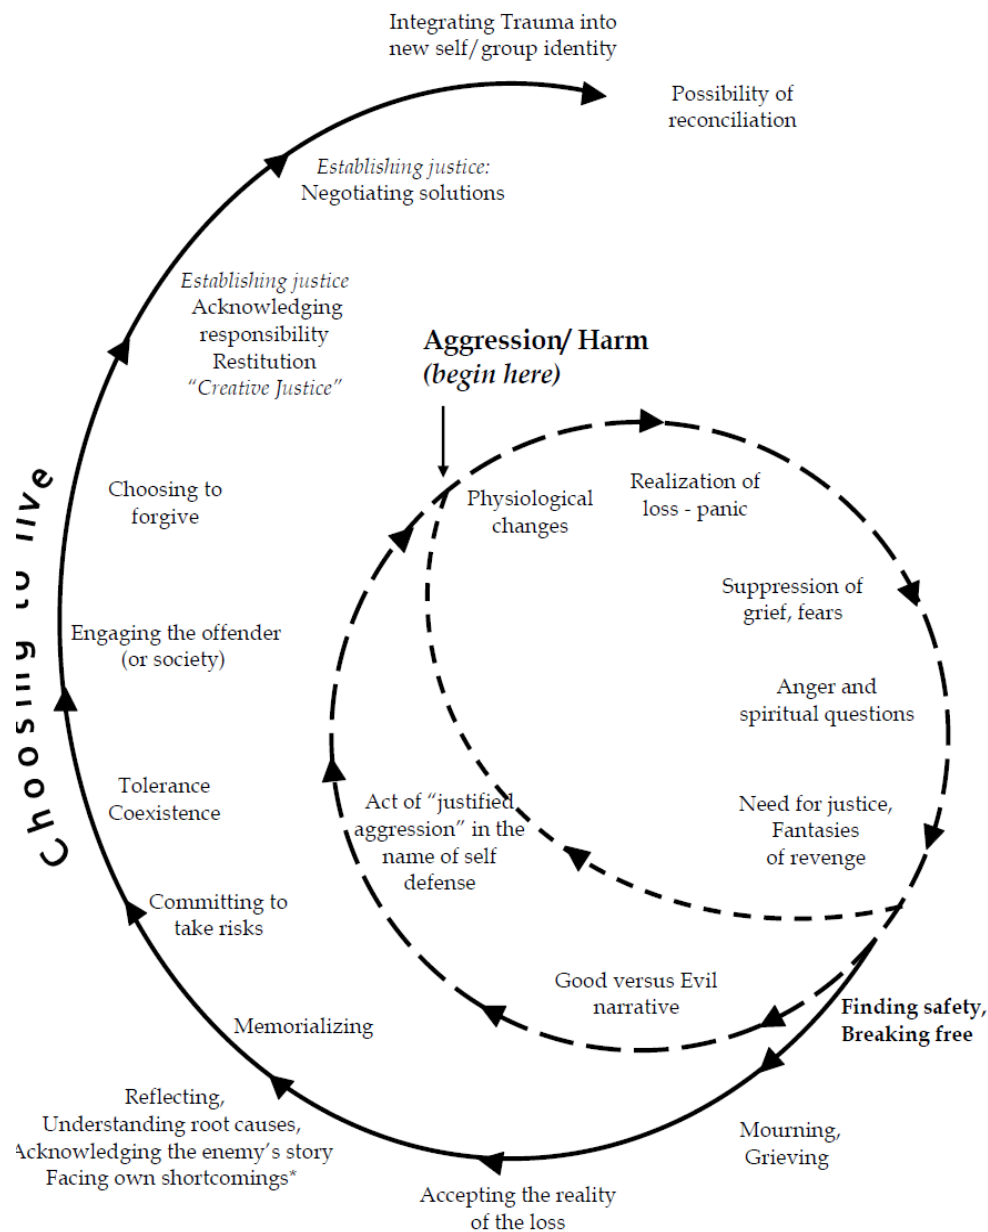 Integrating Trauma into
new self/group identity
Possibility of
reconciliation
Establishing justice:
Negotiating solutions
Establishing justice
Acknowledging
responsibility
Restitution
“Creative Justice”
Aggression/ Harm
(begin here)
Physiological
changes
Realization of
loss - panic
Suppression of
grief, fears
Anger and
spiritual questions
Need for justice,
Fantasies
of revenge
Act of “justified
aggression” in the
name of self
defense
Good versus Evil
narrative
Finding safety,
Breaking free
Mourning,
Grieving
Accepting the reality
of the loss
Reflecting,
Understanding root causes,
Acknowledging the enemy’s story
Facing own shortcomings*
Memorializing
Committing to
take risks
Tolerance
Coexistence
Engaging the offender
(or society)
Choosing to
forgive
Choosing to live